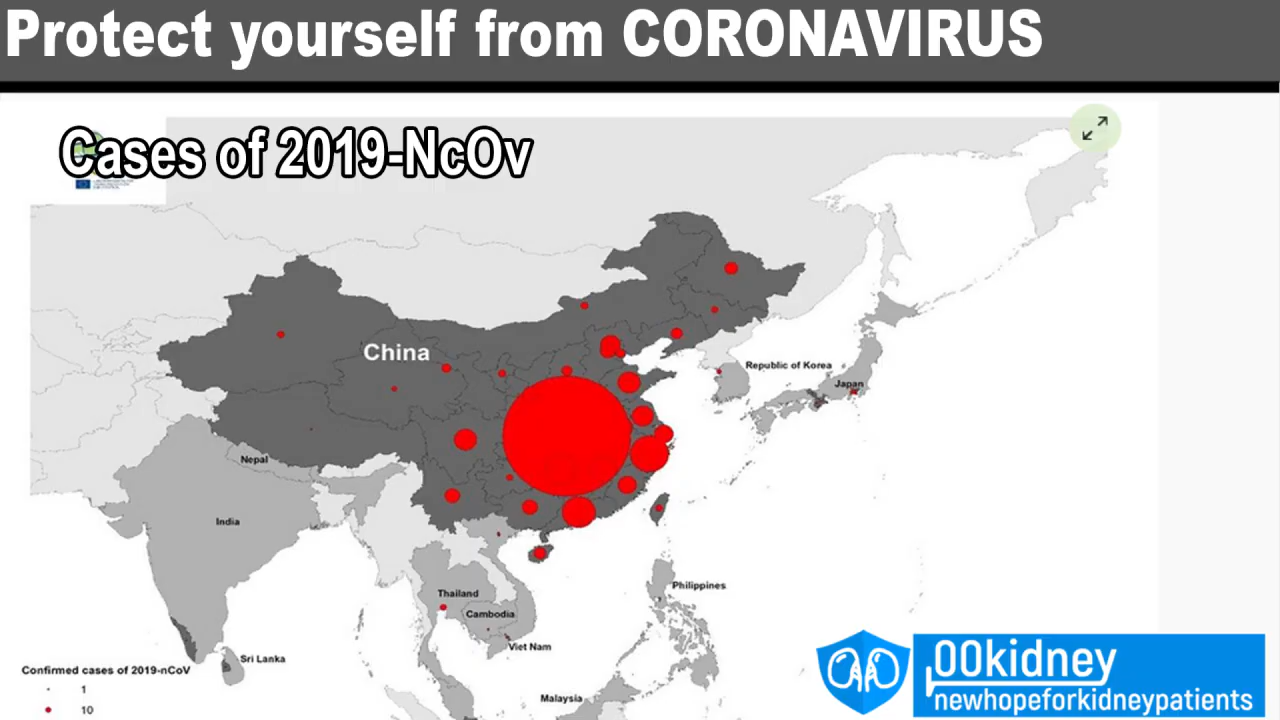 Protect yourself from CORONAVIRUS
Cases of 2019-NcOv
China
Republic of Korea
Japan
Nepal
India
Philippines
Thailand
Cambodia
Viet Nam
Sri Lanka
Confirmed cases of 2019-nCoV
1
10
Malaysia
00kidney
newhopeforkidneypatients